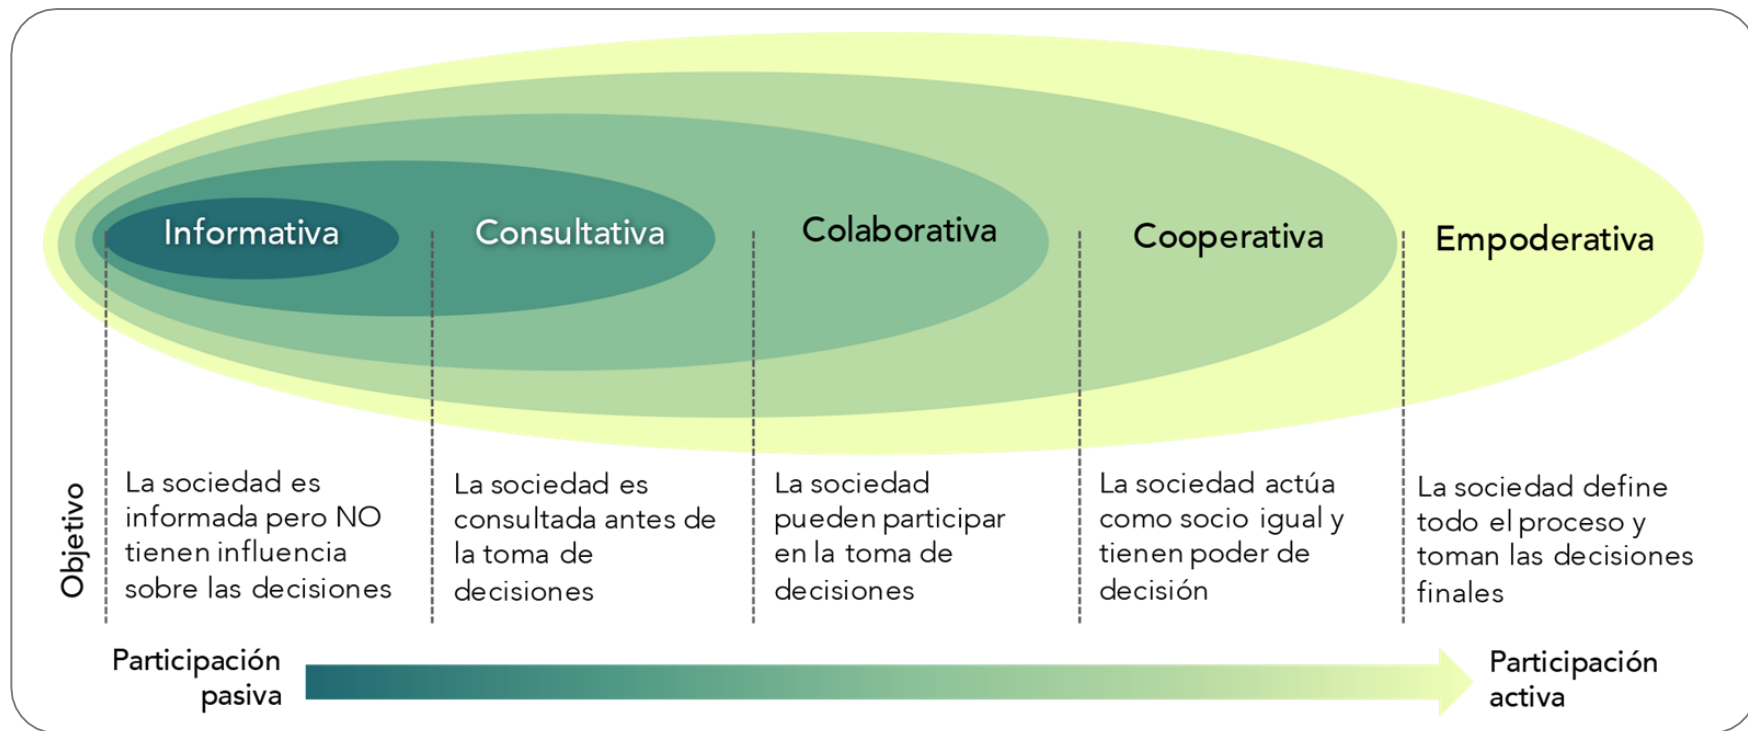 Informativa
Consultativa
Colaborativa
Cooperativa
Empoderativa
Objetivo
La sociedad es
informada pero NO
tienen influencia
sobre las decisiones
La sociedad es
consultada antes de
la toma de
decisiones
La sociedad
pueden participar
en la toma de
decisiones
La sociedad actúa
como socio igual y
tienen poder de
decisión
La sociedad define
todo el proceso y
toman las decisiones
finales
Participación
pasiva
Participación
activa